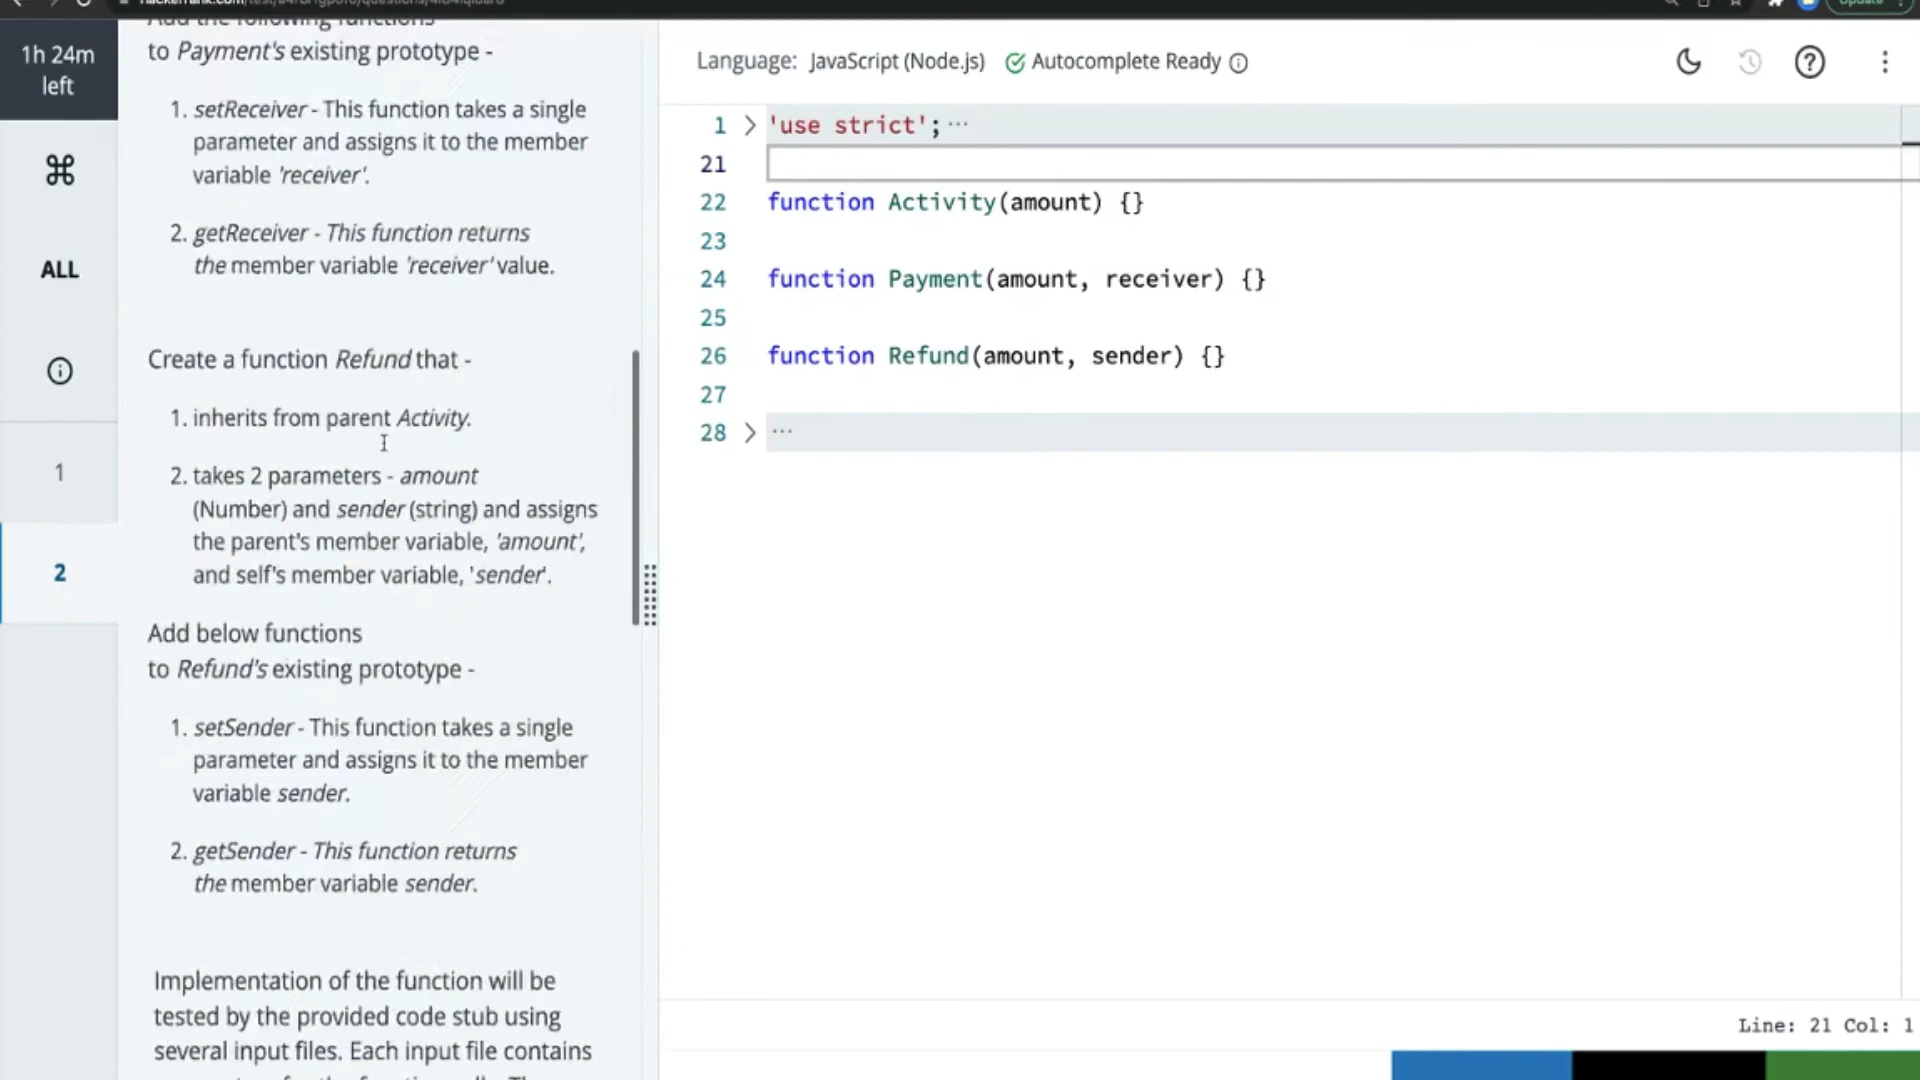 Update
1h 24m
left
ALL
1
2
Add the following functions
to Payment's existing prototype -
1. setReceiver - This function takes a single
parameter and assigns it to the member
variable 'receiver'.
2. getReceiver - This function returns
the member variable 'receiver' value.
Create a function Refund that -
1. inherits from parent Activity.
2. takes 2 parameters - amount
(Number) and sender (string) and assigns
the parent's member variable, 'amount',
and self's member variable, 'sender'.
Add below functions
to Refund's existing prototype -
1. setSender - This function takes a single
parameter and assigns it to the member
variable sender.
2. getSender - This function returns
the member variable sender.
Implementation of the function will be
tested by the provided code stub using
several input files. Each input file contains
Language: JavaScript (Node.js) Autocomplete Ready
1 'use strict'; ...
21
22 function Activity(amount) {}
23
24 function Payment(amount, receiver) {}
25
26 function Refund(amount, sender) {}
27
28 ...
Line: 21 Col: 1